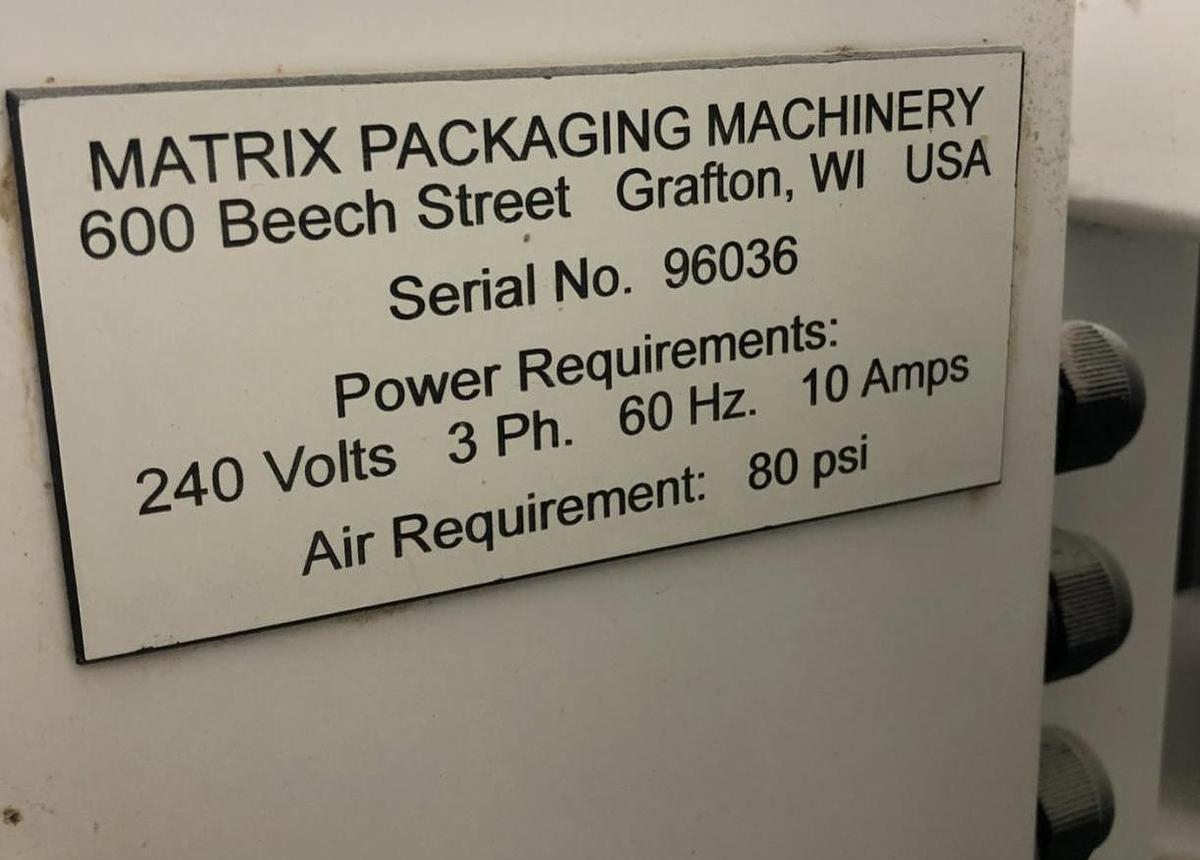 MATRIX PACKAGING MACHINERY
600 Beech Street Grafton, WI USA
Serial No. 96036
Power Requirements:
240 Volts 3 Ph. 60 Hz. 10 Amps
Air Requirement: 80 psi